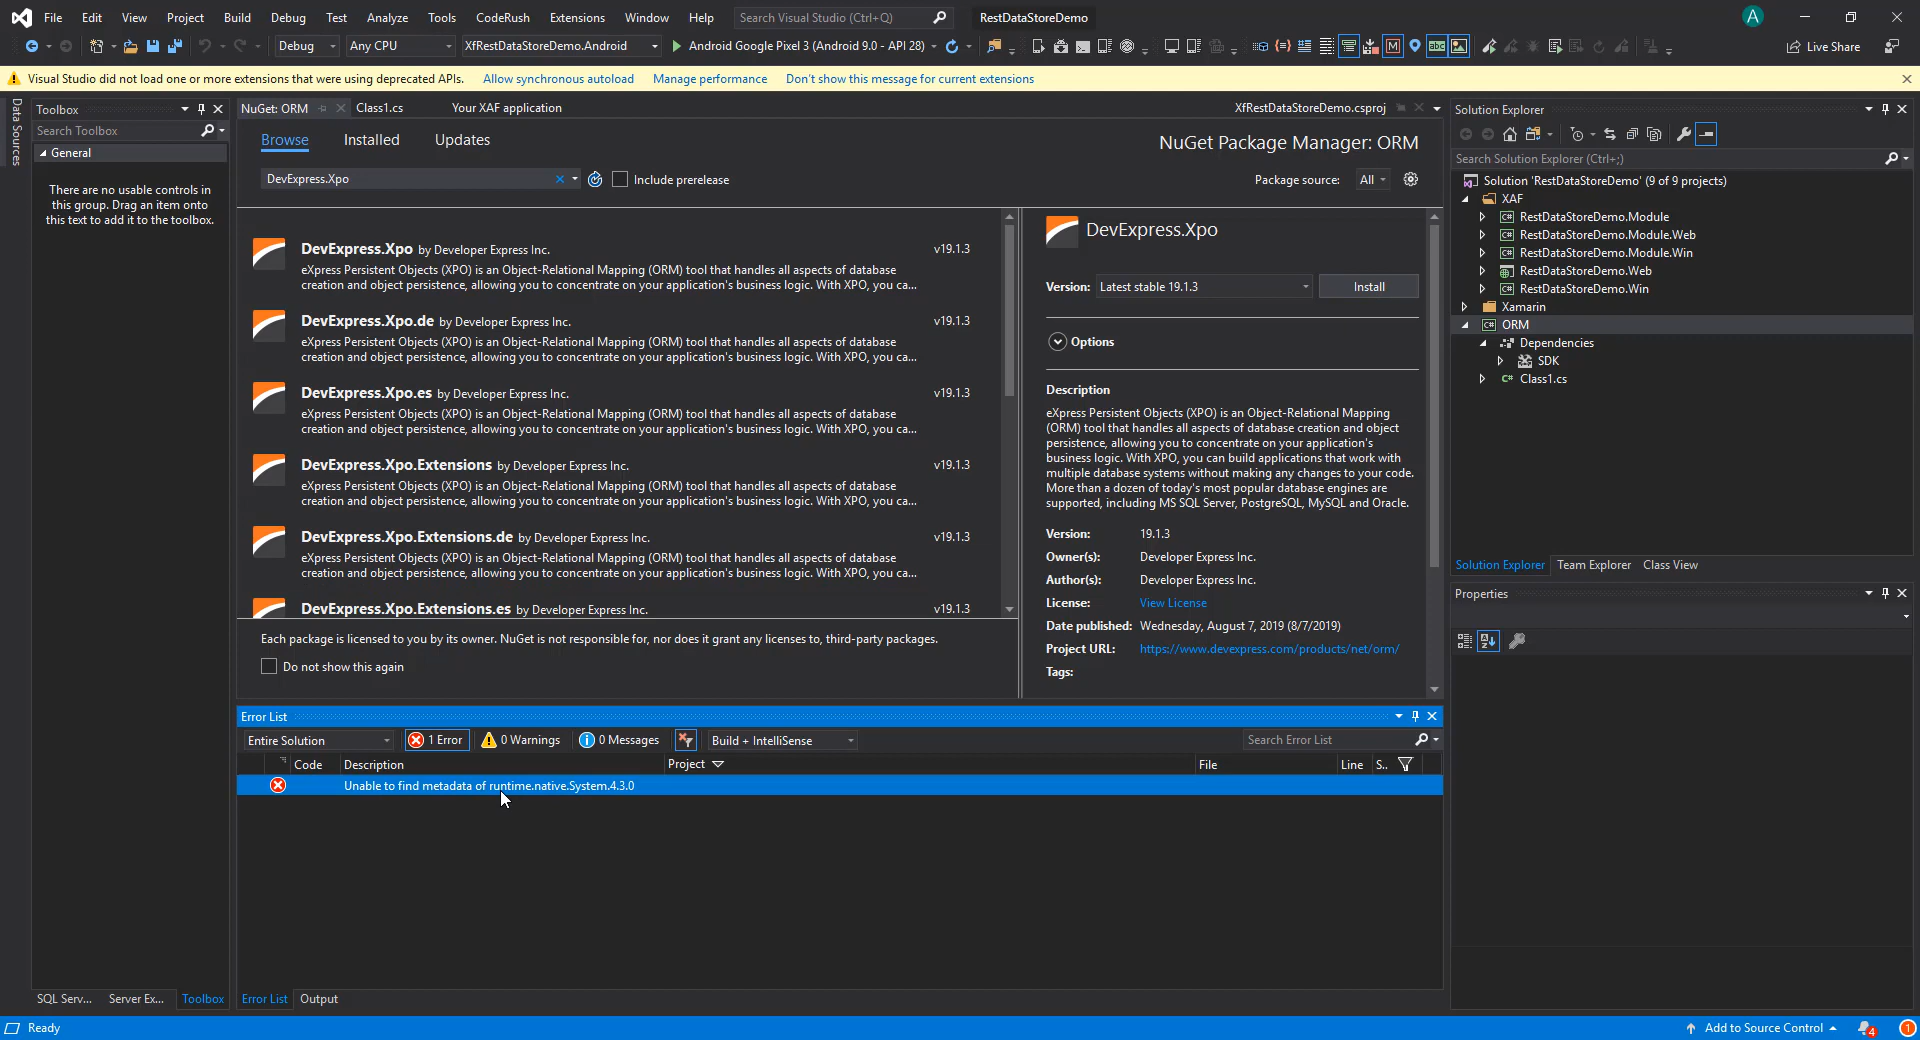 File Edit View Project Build Debug Test Analyze Tools CodeRush Extensions Window Help Search Visual Studio (Ctrl+Q) RestDataStoreDemo A
Debug Any CPU XfRestDataStoreDemo.Android Android Google Pixel 3 (Android 9.0 - API 28) Live Share
Visual Studio did not load one or more extensions that were using deprecated APIs. Allow synchronous autoload Manage performance Don't show this message for current extensions
Data Sources
Toolbox
Search Toolbox
General
There are no usable controls in
this group. Drag an item onto
this text to add it to the toolbox.
SQL Serv... Server Ex... Toolbox
NuGet: ORM Class1.cs Your XAF application XfRestDataStoreDemo.csproj
Browse Installed Updates NuGet Package Manager: ORM
DevExpress.Xpo Include prerelease Package source: All
DevExpress.Xpo by Developer Express Inc. v19.1.3
eXpress Persistent Objects (XPO) is an Object-Relational Mapping (ORM) tool that handles all aspects of database
creation and object persistence, allowing you to concentrate on your application's business logic. With XPO, you ca...
DevExpress.Xpo.de by Developer Express Inc. v19.1.3
eXpress Persistent Objects (XPO) is an Object-Relational Mapping (ORM) tool that handles all aspects of database
creation and object persistence, allowing you to concentrate on your application's business logic. With XPO, you ca...
DevExpress.Xpo.es by Developer Express Inc. v19.1.3
eXpress Persistent Objects (XPO) is an Object-Relational Mapping (ORM) tool that handles all aspects of database
creation and object persistence, allowing you to concentrate on your application's business logic. With XPO, you ca...
DevExpress.Xpo.Extensions by Developer Express Inc. v19.1.3
eXpress Persistent Objects (XPO) is an Object-Relational Mapping (ORM) tool that handles all aspects of database
creation and object persistence, allowing you to concentrate on your application's business logic. With XPO, you ca...
DevExpress.Xpo.Extensions.de by Developer Express Inc. v19.1.3
eXpress Persistent Objects (XPO) is an Object-Relational Mapping (ORM) tool that handles all aspects of database
creation and object persistence, allowing you to concentrate on your application's business logic. With XPO, you ca...
DevExpress.Xpo.Extensions.es by Developer Express Inc. v19.1.3
Each package is licensed to you by its owner. NuGet is not responsible for, nor does it grant any licenses to, third-party packages.
Do not show this again
DevExpress.Xpo
Version: Latest stable 19.1.3 Install
Options
Description
eXpress Persistent Objects (XPO) is an Object-Relational Mapping
(ORM) tool that handles all aspects of database creation and object
persistence, allowing you to concentrate on your application's
business logic. With XPO, you can build applications that work with
multiple database systems without making any changes to your code.
More than a dozen of today's most popular database engines are
supported, including MS SQL Server, PostgreSQL, MySQL and Oracle.
Version: 19.1.3
Owner(s): Developer Express Inc.
Author(s): Developer Express Inc.
License: View License
Date published: Wednesday, August 7, 2019 (8/7/2019)
Project URL: https://www.devexpress.com/products/net/orm/
Tags:
Error List
Entire Solution 1 Error 0 Warnings 0 Messages Build + IntelliSense Search Error List
Code Description Project File Line S..
Unable to find metadata of runtime.native.System.4.3.0
Error List Output
Solution Explorer
Search Solution Explorer (Ctrl+;)
Solution 'RestDataStoreDemo' (9 of 9 projects)
XAF
C# RestDataStoreDemo.Module
C# RestDataStoreDemo.Module.Web
C# RestDataStoreDemo.Module.Win
RestDataStoreDemo.Web
C# RestDataStoreDemo.Win
Xamarin
C# ORM
Dependencies
SDK
C# Class1.cs
Solution Explorer Team Explorer Class View
Properties
Ready Add to Source Control 4 1